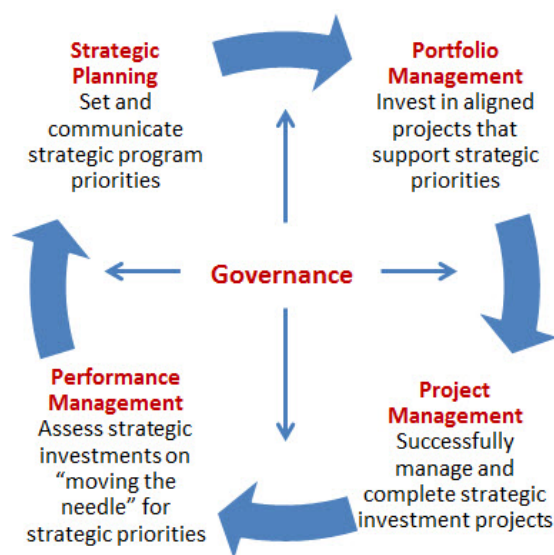 Strategic
Planning
Set and
communicate
strategic program
priorities
Portfolio
Management
Invest in aligned
projects that
support strategic
priorities
Governance
Performance
Management
Assess strategic
investments on
“moving the
needle” for
strategic priorities
Project
Management
Successfully
manage and
complete strategic
investment projects